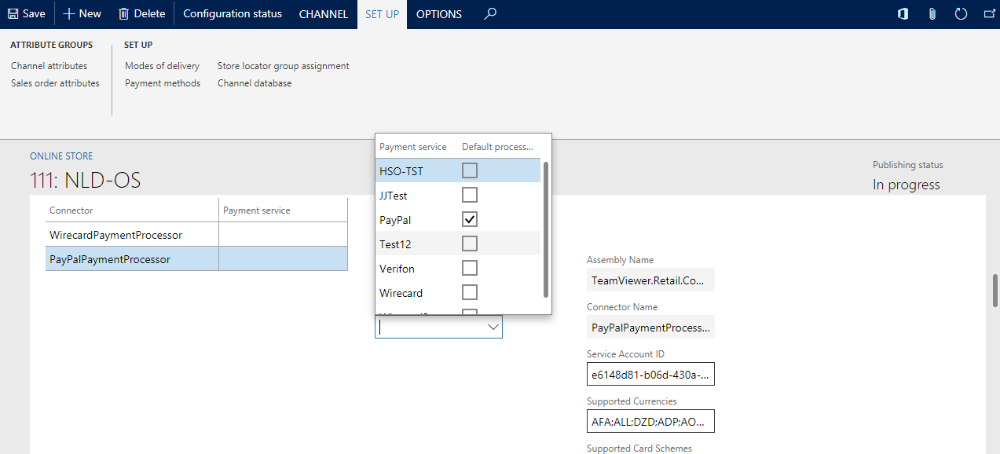 Save New Delete Configuration status CHANNEL SET UP OPTIONS
ATTRIBUTE GROUPS SET UP
Channel attributes Modes of delivery Store locator group assignment
Sales order attributes Payment methods Channel database
Payment service Default process...
ONLINE STORE
111: NLD-OS
HSO-TST
Publishing status
In progress
JJTest
Connector Payment service
PayPal
WirecardPaymentProcessor
Test12
PayPalPaymentProcessor
Verifon
Wirecard
Assembly Name
TeamViewer.Retail.Co...
Connector Name
PayPalPaymentProcess...
Service Account ID
e6148d81-b06d-430a-...
Supported Currencies
AFA;ALL;DZD;ADP;AO...
Supported Card Schemes